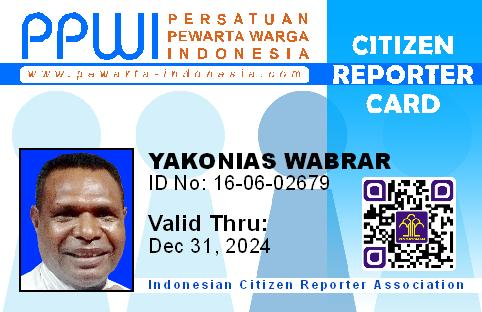 PPWI
PERSATUAN
PEWARTA WARGA
INDONESIA
www.pewarta-indonesia.com
CITIZEN
REPORTER
CARD
YAKONIAS WABRAR
ID No: 16-06-02679
Valid Thru:
Dec 31, 2024
Indonesian Citizen Reporter Association